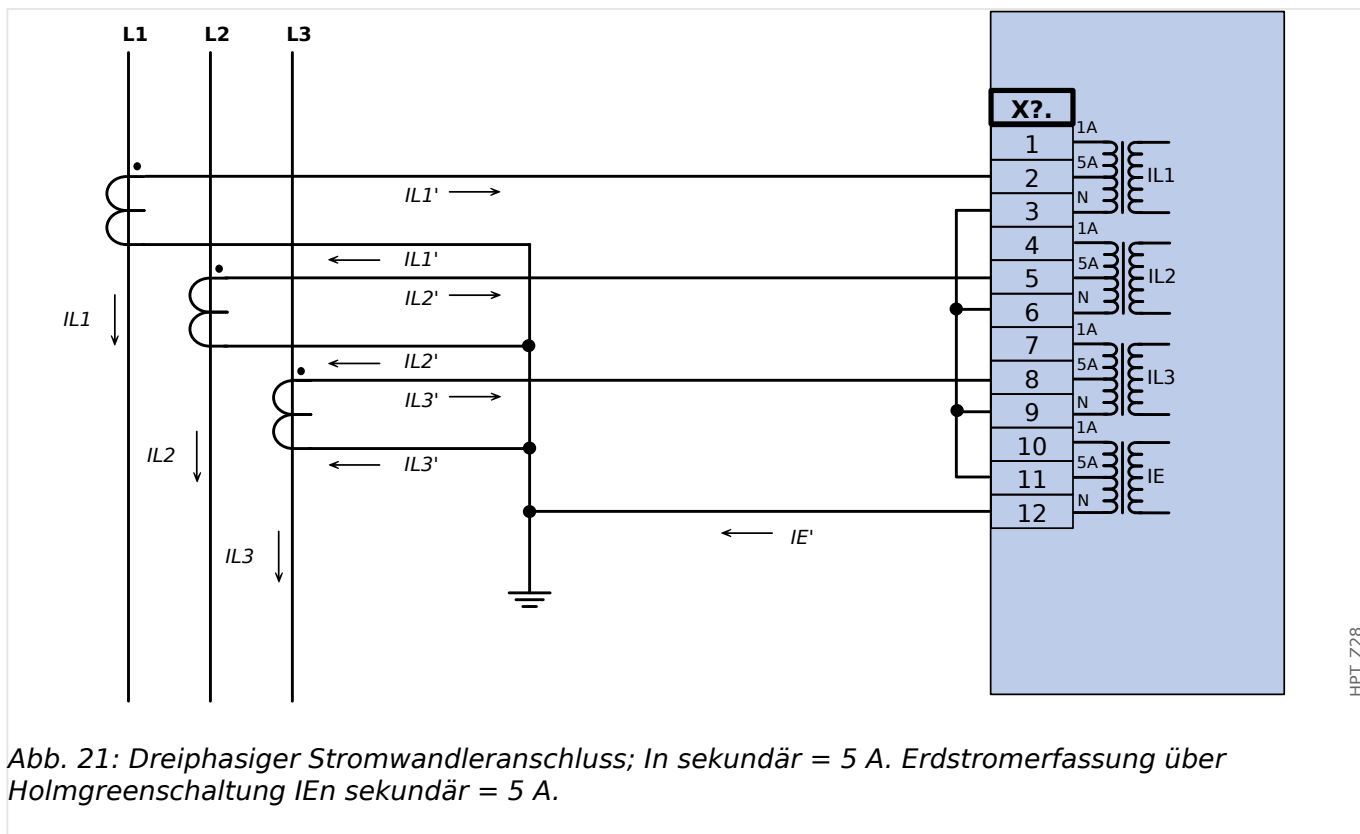 L1 L2 L3
X?.
1A
1
5A
2
IL1
N
3
1A
4
5A
5
IL2
N
6
1A
7
5A
8
IL3
N
9
1A
10
5A
11
IE
N
12
IL1'
IL1'
IL2'
IL1
IL2'
IL3'
IL2
IL3'
IE'
IL3
HPT_Z28
Abb. 21: Dreiphasiger Stromwandleranschluss; In sekundär = 5 A. Erdstromerfassung über
Holmgreenschaltung IEn sekundär = 5 A.